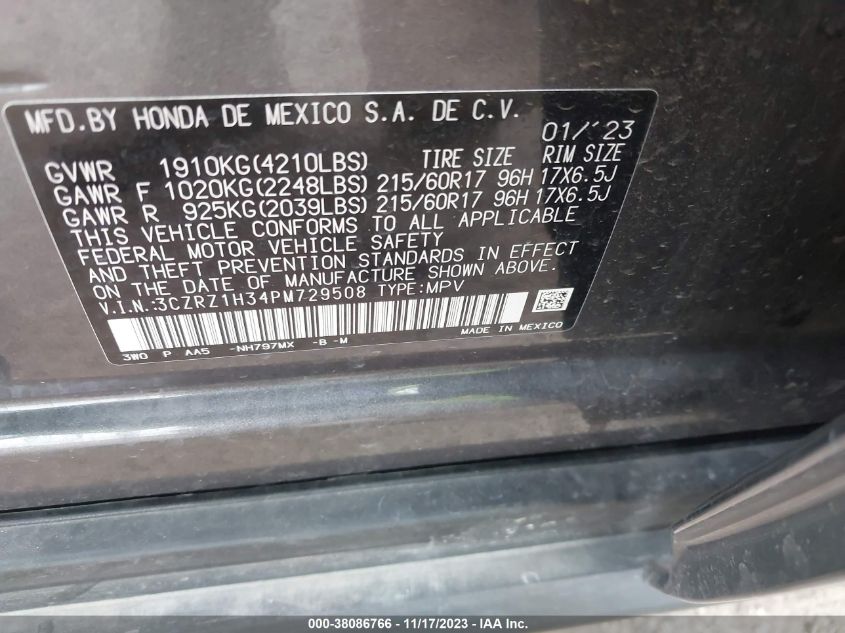 MFD.BY HONDA DE MEXICO S.A. DE C.V. 01/'23
GVWR 1910KG(4210LBS) TIRE SIZE RIM SIZE
GAWR F 1020KG(2248LBS) 215/60R17 96H 17X6.5J
GAWR R 925KG(2039LBS) 215/60R17 96H 17X6.5J
THIS VEHICLE CONFORMS TO ALL APPLICABLE
FEDERAL MOTOR VEHICLE SAFETY
AND THEFT PREVENTION STANDARDS IN EFFECT
ON THE DATE OF MANUFACTURE SHOWN ABOVE.
V.I.N.:3CZRZ1H34PM729508 TYPE:MPV
MADE IN MEXICO
3W0 P AA5 -NH797MX -B -M
000-38086766 - 11/17/2023 - IAA Inc.